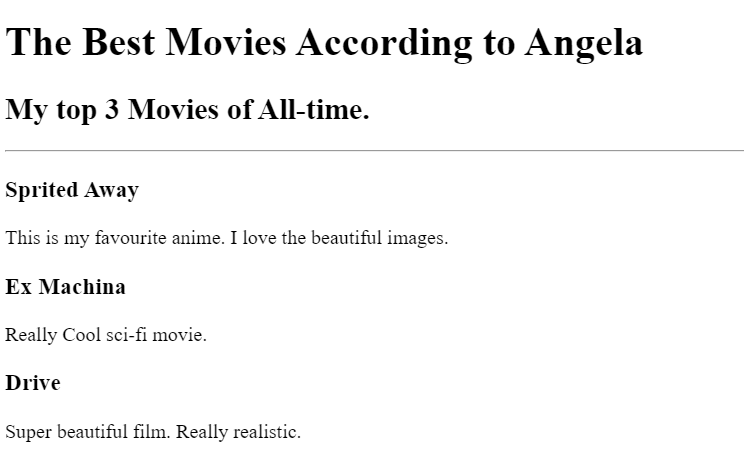 The Best Movies According to Angela
My top 3 Movies of All-time.
Sprited Away
This is my favourite anime. I love the beautiful images.
Ex Machina
Really Cool sci-fi movie.
Drive
Super beautiful film. Really realistic.